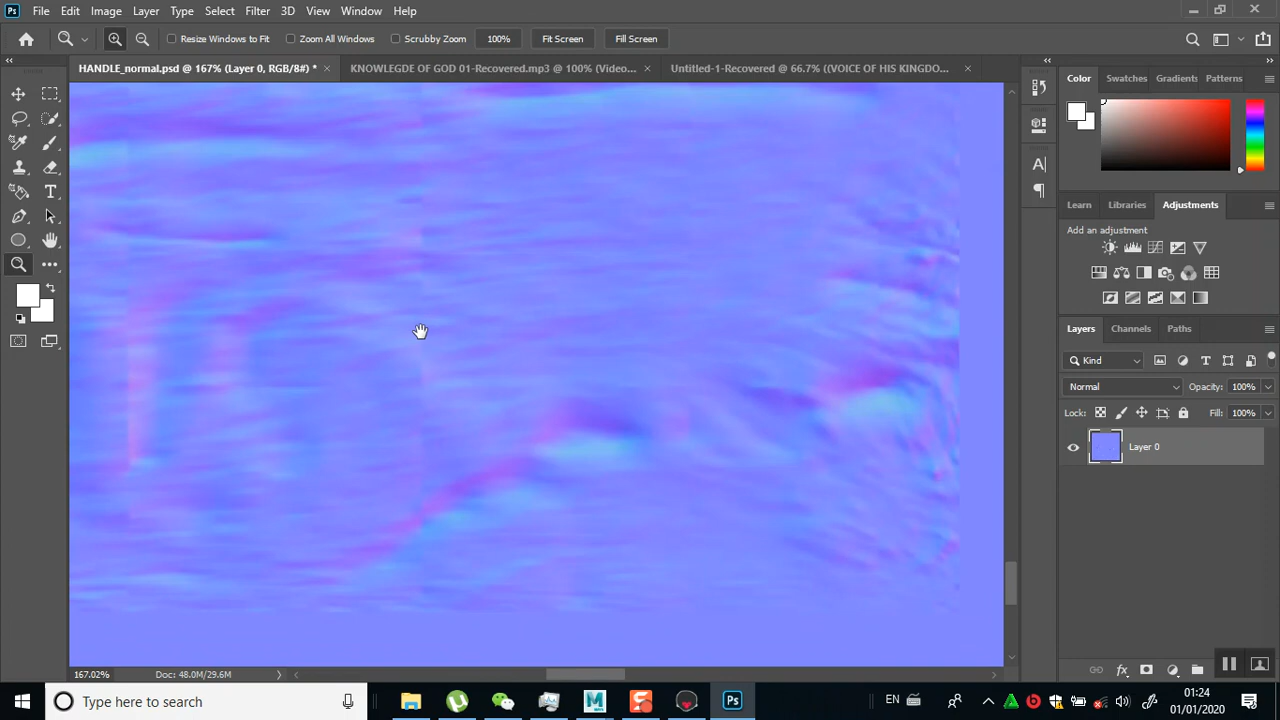 Ps File Edit Image Layer Type Select Filter 3D View Window Help
Resize Windows to Fit Zoom All Windows Scrubby Zoom 100% Fit Screen Fill Screen
HANDLE_normal.psd @ 167% (Layer 0, RGB/8#) * KNOWLEGDE OF GOD 01-Recovered.mp3 @ 100% (Video... Untitled-1-Recovered @ 66.7% ((VOICE OF HIS KINGDO...
Color Swatches Gradients Patterns
Learn Libraries Adjustments
Add an adjustment
Layers Channels Paths
Kind
Normal Opacity: 100%
Lock: Fill: 100%
Layer 0
167.02% Doc: 48.0M/29.6M
Type here to search
Ps
EN
01:24
01/01/2020